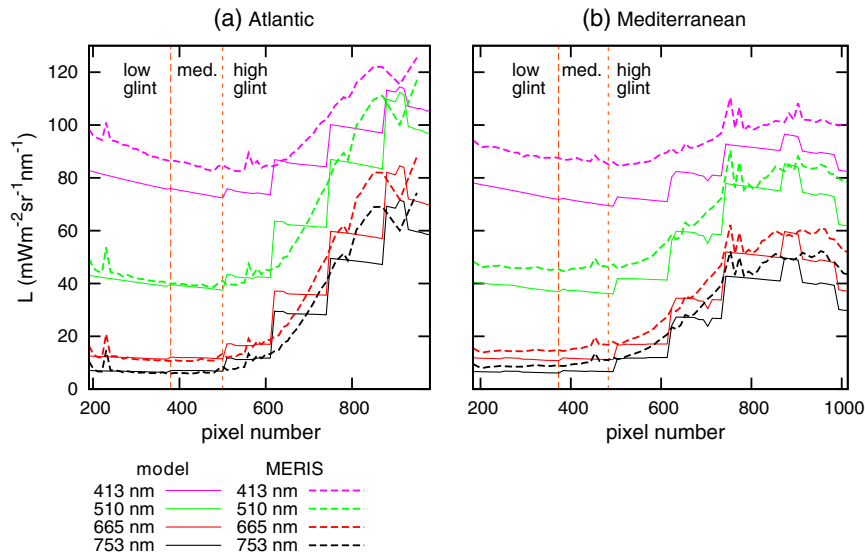 (a) Atlantic
(b) Mediterranean
L (mWm-2sr-1nm-1)
120
100
80
60
40
20
0
low glint
med.
high glint
low glint
med.
high glint
200 400 600 800
200 400 600 800 1000
pixel number
pixel number
model MERIS
413 nm 413 nm
510 nm 510 nm
665 nm 665 nm
753 nm 753 nm